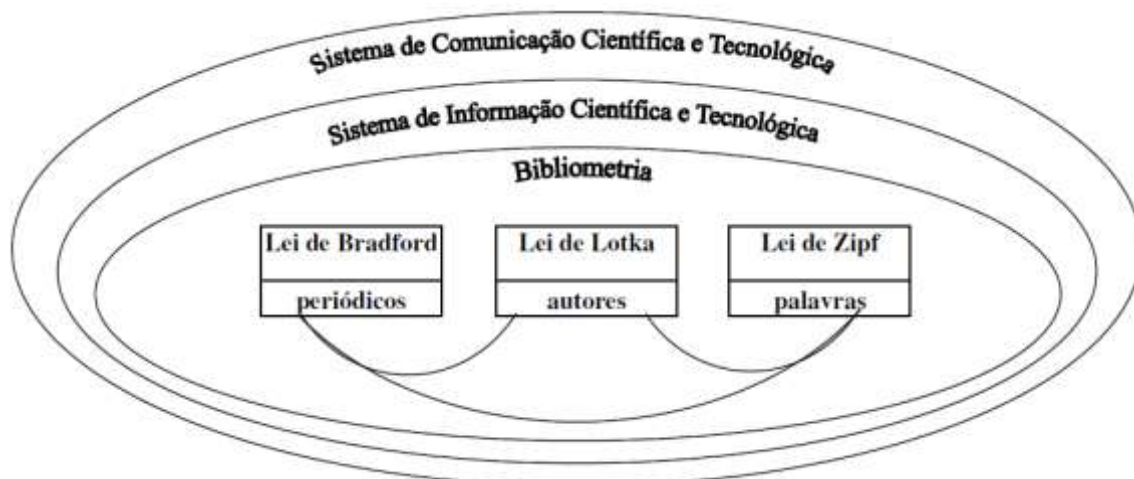 Sistema de Comunicação Científica e Tecnológica
Sistema de Informação Científica e Tecnológica
Bibliometria
Lei de Bradford
periódicos
Lei de Lotka
autores
Lei de Zipf
palavras